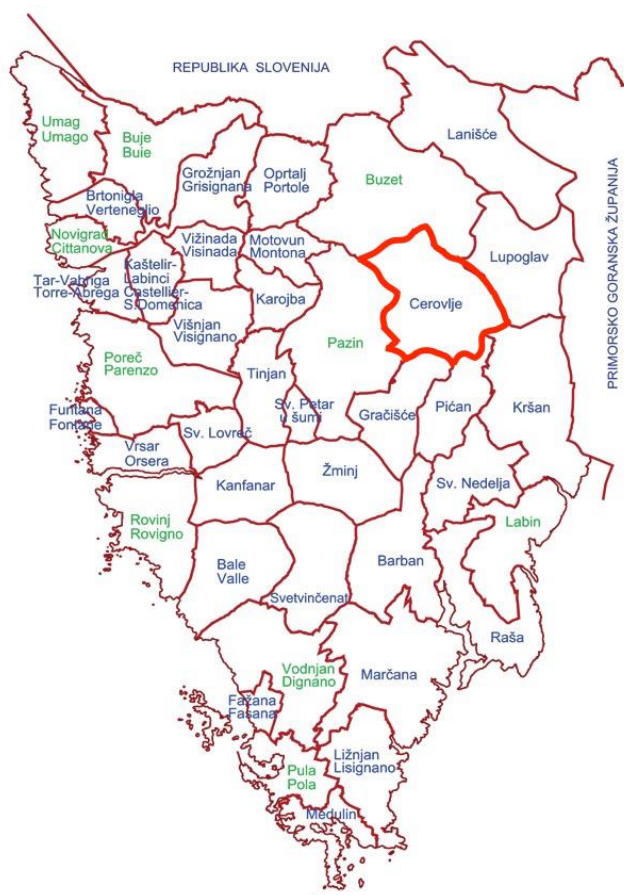 REPUBLIKA SLOVENIJA
Umag
Umago
Buje
Buie
Lanišće
Grožnjan
Grisignana
Oprtalj
Portole
Buzet
Brtonigla
Verteneglio
Novigrad
Cittanova
Vižinada
Visinada
Motovun
Montona
Lupoglav
PRIMORSKO GORANSKA ŽUPANIJA
Tar-Vabriga
Torre-Abrega
Kaštelir-
Labinci
Castellier-
S.Domenica
Karojba
Cerovlje
Višnjan
Visignano
Pazin
Poreč
Parenzo
Tinjan
Sv. Petar
u šumi
Gračišće
Pićan
Kršan
Funtana
Fontane
Sv. Lovreč
Vrsar
Orsera
Kanfanar
Žminj
Sv. Nedelja
Rovinj
Rovigno
Labin
Bale
Valle
Svetvinčenat
Barban
Raša
Vodnjan
Dignano
Marčana
Fažana
Fasana
Ližnjan
Lisignano
Pula
Pola
Medulin